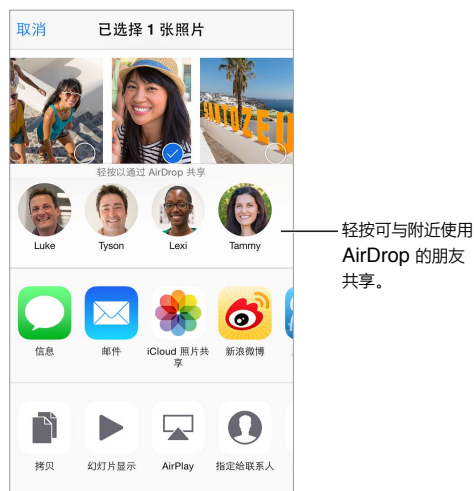 取消 已选择 1 张照片
SANTOZEU
轻按以通过 AirDrop 共享
Luke Tyson Lexi Tammy
轻按可与附近使用
AirDrop 的朋友
共享。
信息 邮件 iCloud 照片共
享 新浪微博
拷贝 幻灯片显示 AirPlay 指定给联系人